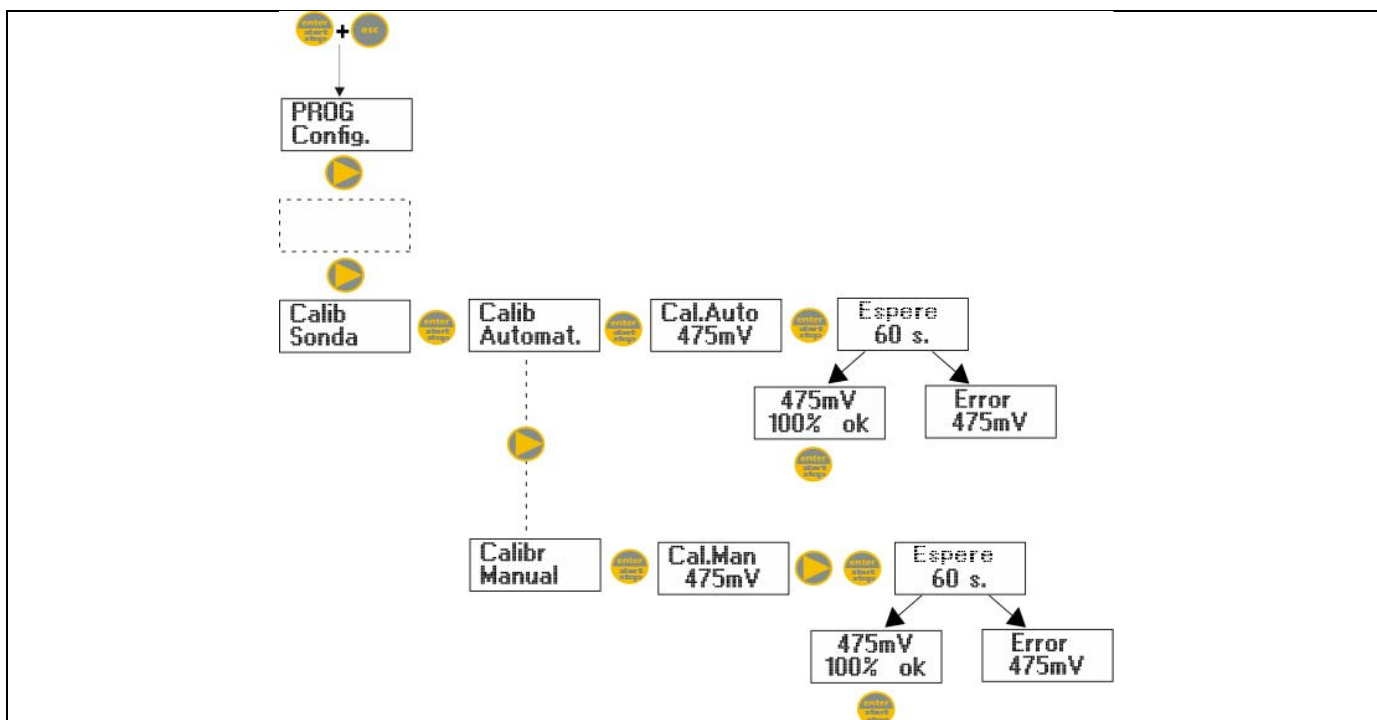 enter
start
stop
+
esc
PROG
Config.
Calib
Sonda
enter
start
stop
Calib
Automat.
enter
start
stop
Cal.Auto
475mV
enter
start
stop
Espere
60 s.
475mV
100% ok
Error
475mV
enter
start
stop
Calibr
Manual
enter
start
stop
Cal.Man
475mV
enter
start
stop
Espere
60 s.
475mV
100% ok
Error
475mV
enter
start
stop